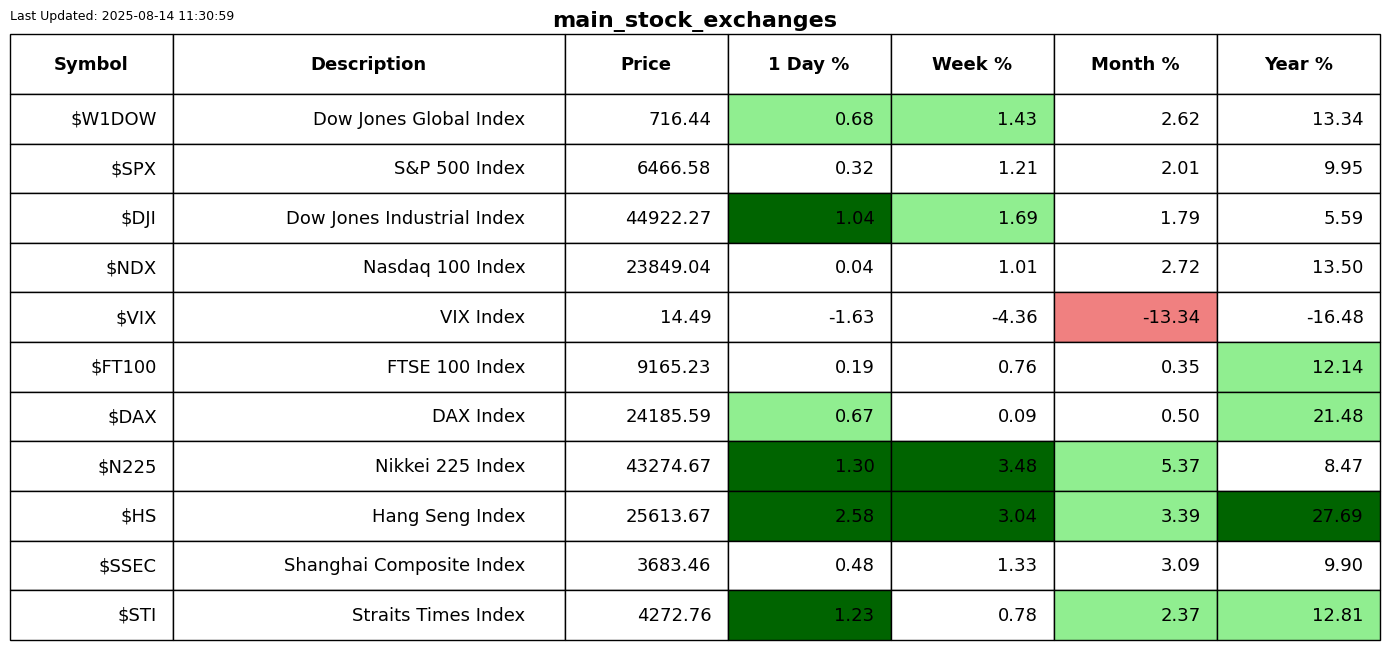 Last Updated: 2025-08-14 11:30:59
main_stock_exchanges
Symbol Description Price 1 Day % Week % Month % Year %
$W1DOW Dow Jones Global Index 716.44 0.68 1.43 2.62 13.34
$SPX S&P 500 Index 6466.58 0.32 1.21 2.01 9.95
$DJI Dow Jones Industrial Index 44922.27 1.04 1.69 1.79 5.59
$NDX Nasdaq 100 Index 23849.04 0.04 1.01 2.72 13.50
$VIX VIX Index 14.49 -1.63 -4.36 -13.34 -16.48
$FT100 FTSE 100 Index 9165.23 0.19 0.76 0.35 12.14
$DAX DAX Index 24185.59 0.67 0.09 0.50 21.48
$N225 Nikkei 225 Index 43274.67 1.30 3.48 5.37 8.47
$HS Hang Seng Index 25613.67 2.58 3.04 3.39 27.69
$SSEC Shanghai Composite Index 3683.46 0.48 1.33 3.09 9.90
$STI Straits Times Index 4272.76 1.23 0.78 2.37 12.81